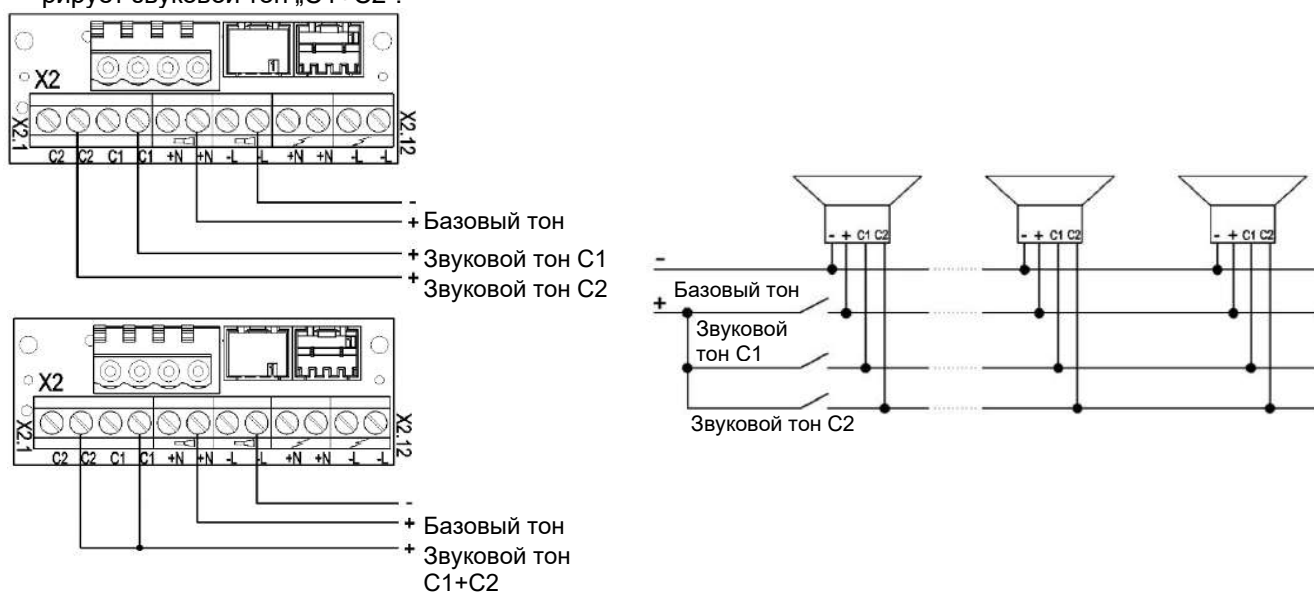 рирует звуковой тон „C1+C2“.
X2
X2.1
X2.12
C2 C2 C1 C1 +N +N -L -L +N +N -L -L
-
+ Базовый тон
+ Звуковой тон C1
+ Звуковой тон C2
1
X2
X2.1
X2.12
C2 C2 C1 C1 +N +N -L -L +N +N -L -L
-
+ Базовый тон
+ Звуковой тон
C1+C2
1
- + C1 C2
- + C1 C2
- + C1 C2
-
+
Базовый тон
Звуковой
тон C1
Звуковой тон C2